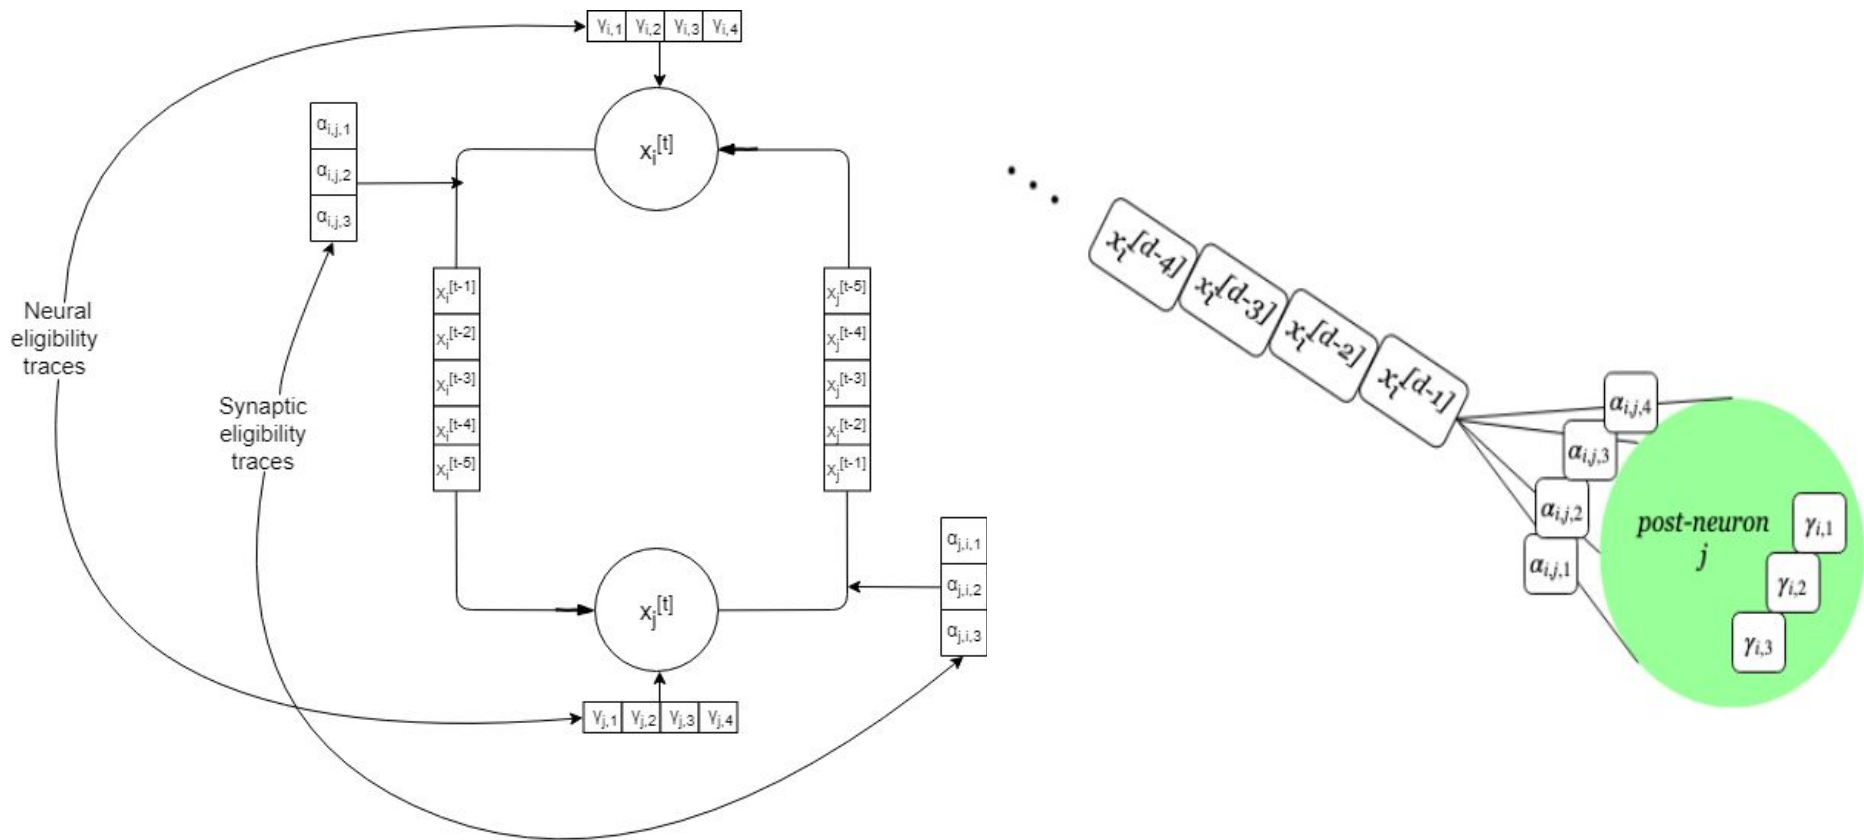 γi,1 γi,2 γi,3 γi,4
αi,j,1
αi,j,2
αi,j,3
xi[t]
xi[t-1]
xi[t-2]
xi[t-3]
xi[t-4]
xi[t-5]
xj[t-5]
xj[t-4]
xj[t-3]
xj[t-2]
xj[t-1]
Neural
eligibility
traces
Synaptic
eligibility
traces
xj[t]
αj,i,1
αj,i,2
αj,i,3
γj,1 γj,2 γj,3 γj,4
xi[d-4]
xi[d-3]
xi[d-2]
xi[d-1]
αi,j,4
αi,j,3
αi,j,2
αi,j,1
post-neuron
j
γi,1
γi,2
γi,3